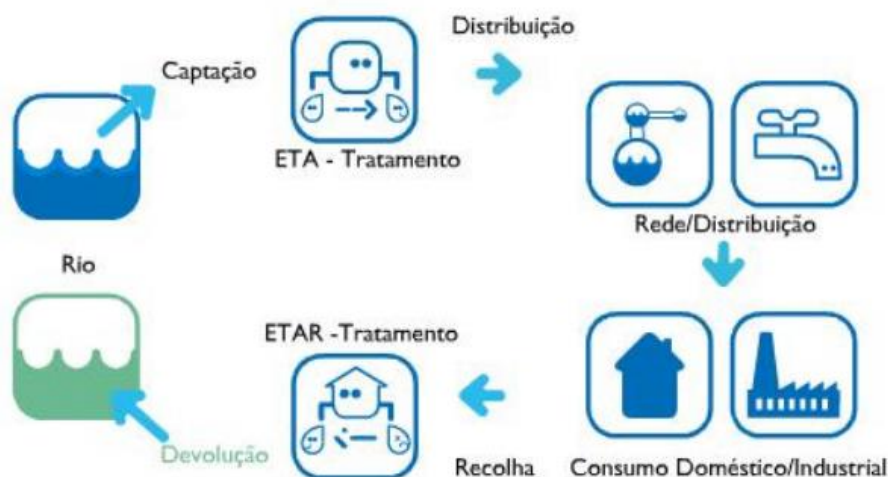 Distribuição
Captação
ETA - Tratamento
Rede/Distribuição
Rio
ETAR -Tratamento
Devolução
Recolha
Consumo Doméstico/Industrial